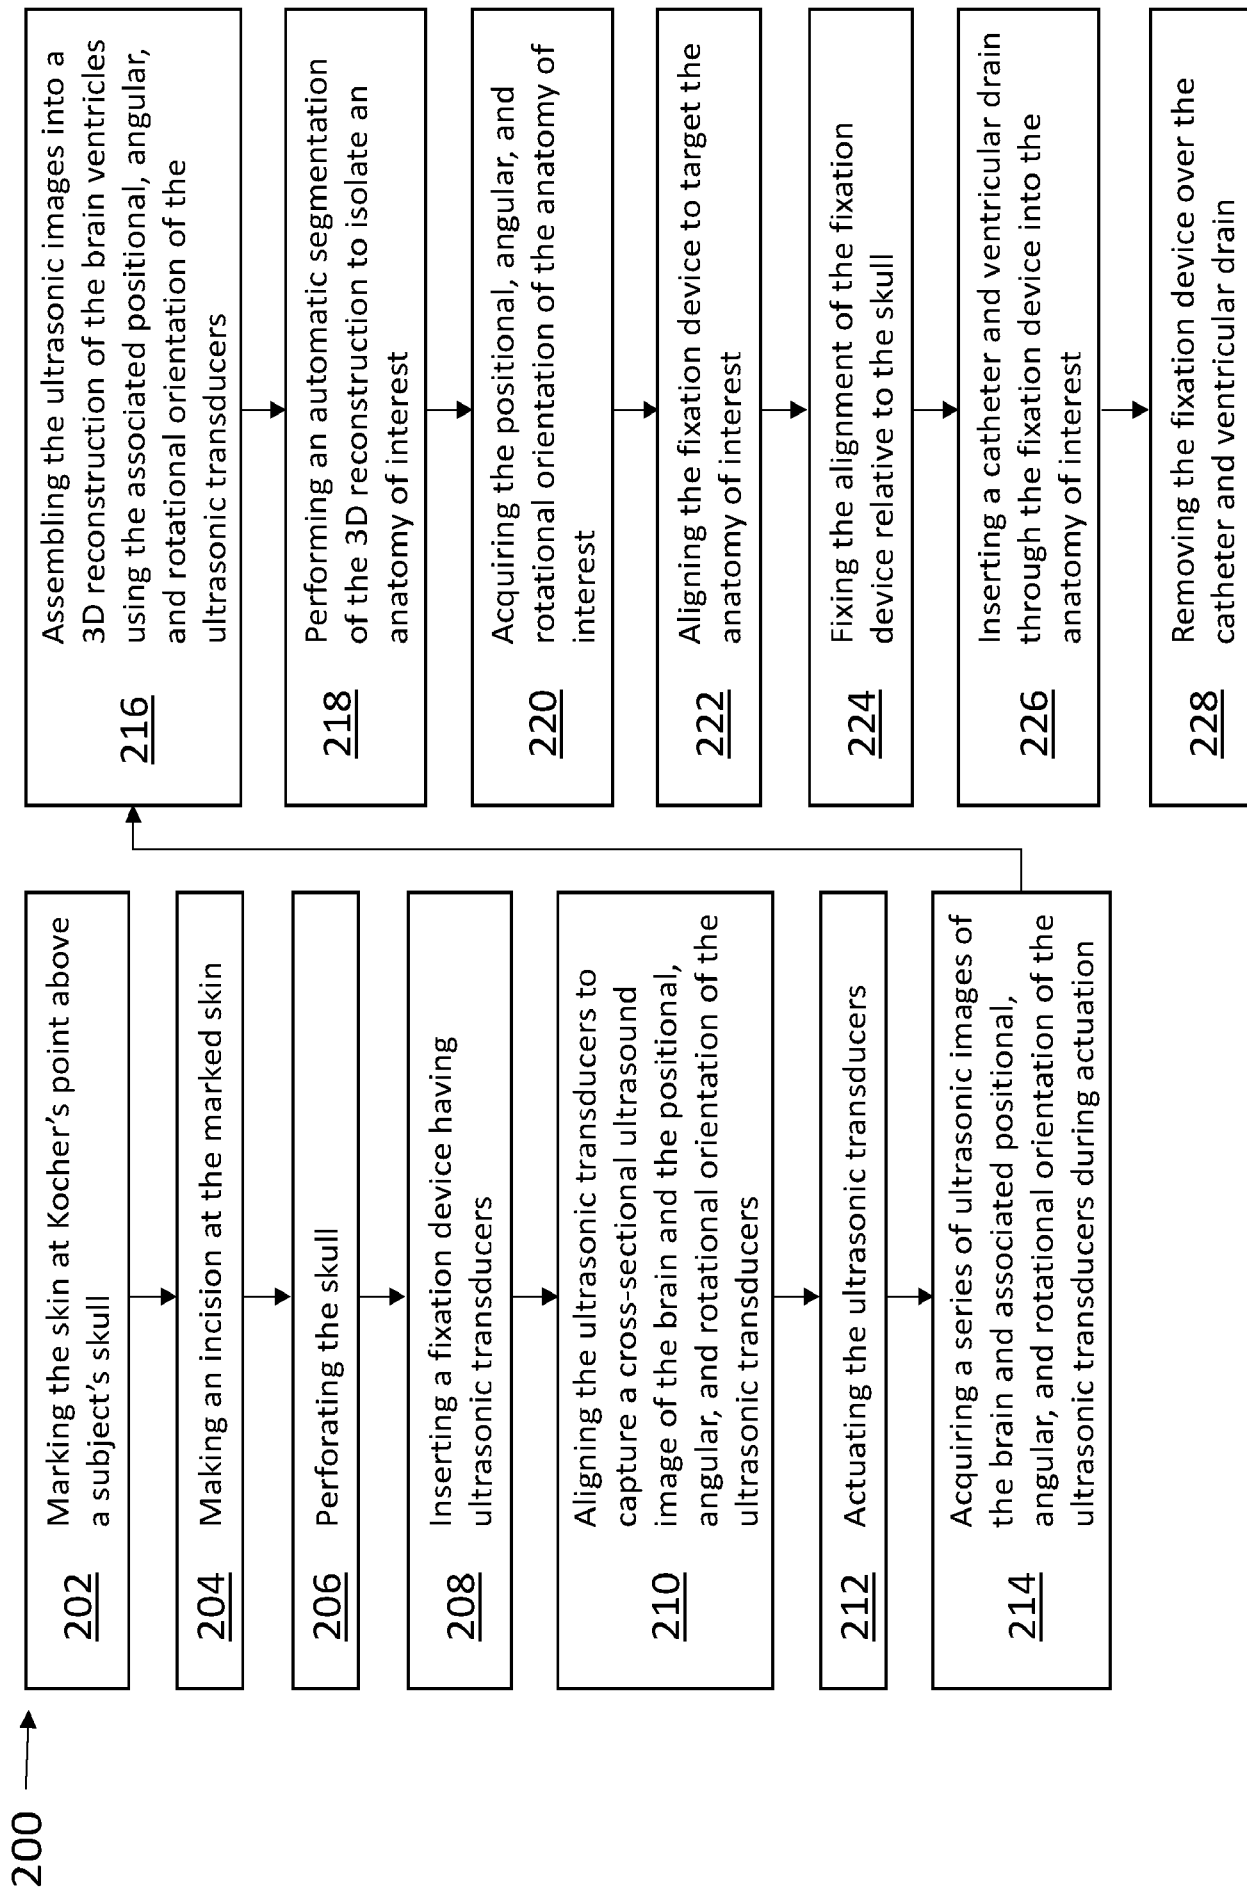 200
202
Marking the skin at Kocher’s point above
a subject’s skull
204
Making an incision at the marked skin
206
Perforating the skull
208
Inserting a fixation device having
ultrasonic transducers
210
Aligning the ultrasonic transducers to
capture a cross-sectional ultrasound
image of the brain and the positional,
angular, and rotational orientation of the
ultrasonic transducers
212
Actuating the ultrasonic transducers
214
Acquiring a series of ultrasonic images of
the brain and associated positional,
angular, and rotational orientation of the
ultrasonic transducers during actuation
216
Assembling the ultrasonic images into a
3D reconstruction of the brain ventricles
using the associated positional, angular,
and rotational orientation of the
ultrasonic transducers
218
Performing an automatic segmentation
of the 3D reconstruction to isolate an
anatomy of interest
220
Acquiring the positional, angular, and
rotational orientation of the anatomy of
interest
222
Aligning the fixation device to target the
anatomy of interest
224
Fixing the alignment of the fixation
device relative to the skull
226
Inserting a catheter and ventricular drain
through the fixation device into the
anatomy of interest
228
Removing the fixation device over the
catheter and ventricular drain